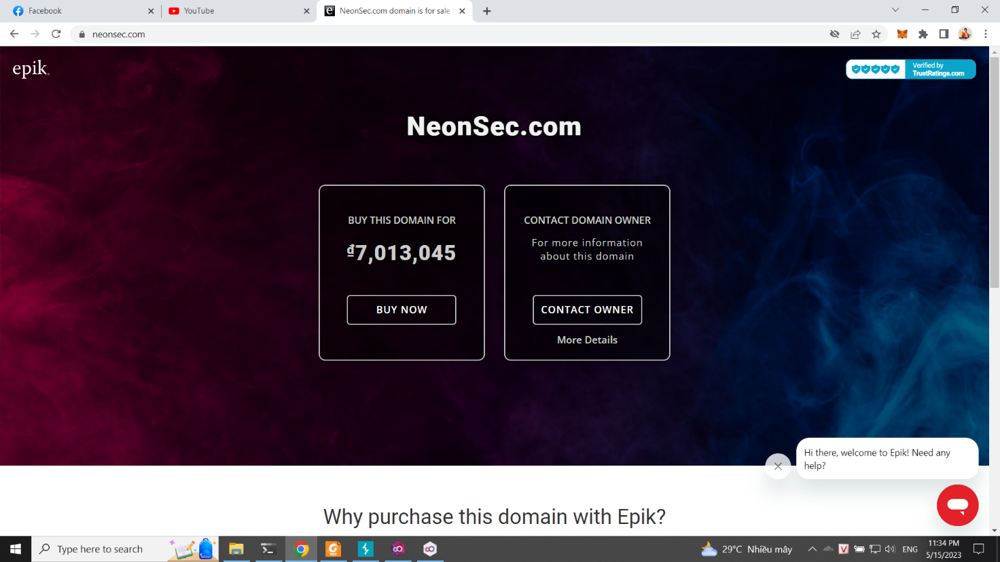 Facebook
YouTube
NeonSec.com domain is for sale |
neonsec.com
epik
Verified by
TrustRatings.com
NeonSec.com
BUY THIS DOMAIN FOR
₫7,013,045
BUY NOW
CONTACT DOMAIN OWNER
For more information
about this domain
CONTACT OWNER
More Details
Hi there, welcome to Epik! Need any
help?
Why purchase this domain with Epik?
Type here to search
29°C Nhiều mây
ENG
11:34 PM
5/15/2023